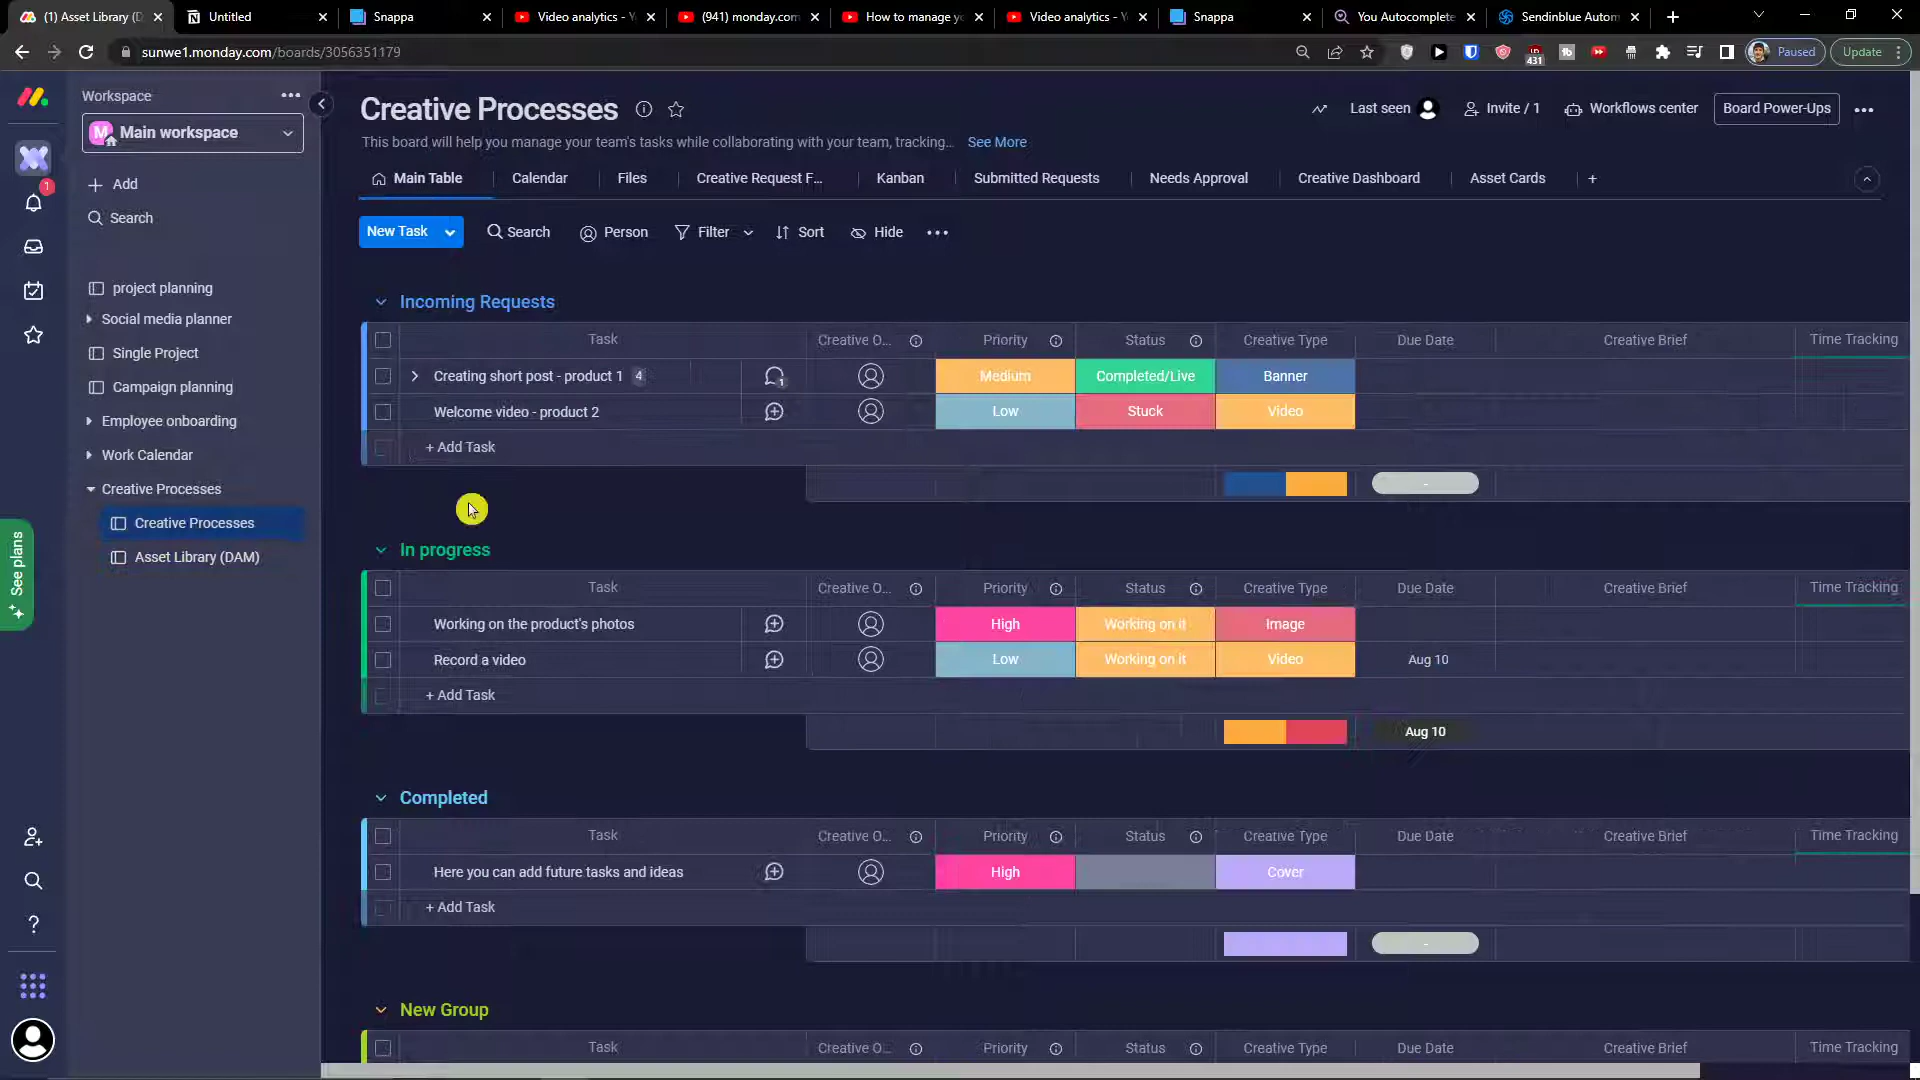 (1) Asset Library (D
Untitled
Snappa
Video analytics - Y
(941) monday.com
How to manage yo
Video analytics - Y
Snappa
You Autocomplete
Sendinblue Autom
sunwe1.monday.com/boards/3056351179
431
Paused
Update
Workspace
M
Main workspace
Add
Search
1
project planning
Social media planner
Single Project
Campaign planning
Employee onboarding
Work Calendar
Creative Processes
Creative Processes
Asset Library (DAM)
See plans
Creative Processes
Last seen
Invite / 1
Workflows center
Board Power-Ups
This board will help you manage your team's tasks while collaborating with your team, tracking... See More
Main Table
Calendar
Files
Creative Request F...
Kanban
Submitted Requests
Needs Approval
Creative Dashboard
Asset Cards
+
New Task
Search
Person
Filter
Sort
Hide
Incoming Requests
Task Creative O... Priority Status Creative Type Due Date Creative Brief Time Tracking
Creating short post - product 1 4 1 Medium Completed/Live Banner
Welcome video - product 2 Low Stuck Video
+ Add Task
-
In progress
Task Creative O... Priority Status Creative Type Due Date Creative Brief Time Tracking
Working on the product's photos High Working on it Image
Record a video Low Working on it Video Aug 10
+ Add Task
Aug 10
Completed
Task Creative O... Priority Status Creative Type Due Date Creative Brief Time Tracking
Here you can add future tasks and ideas High Cover
+ Add Task
-
New Group
Task Creative O... Priority Status Creative Type Due Date Creative Brief Time Tracking